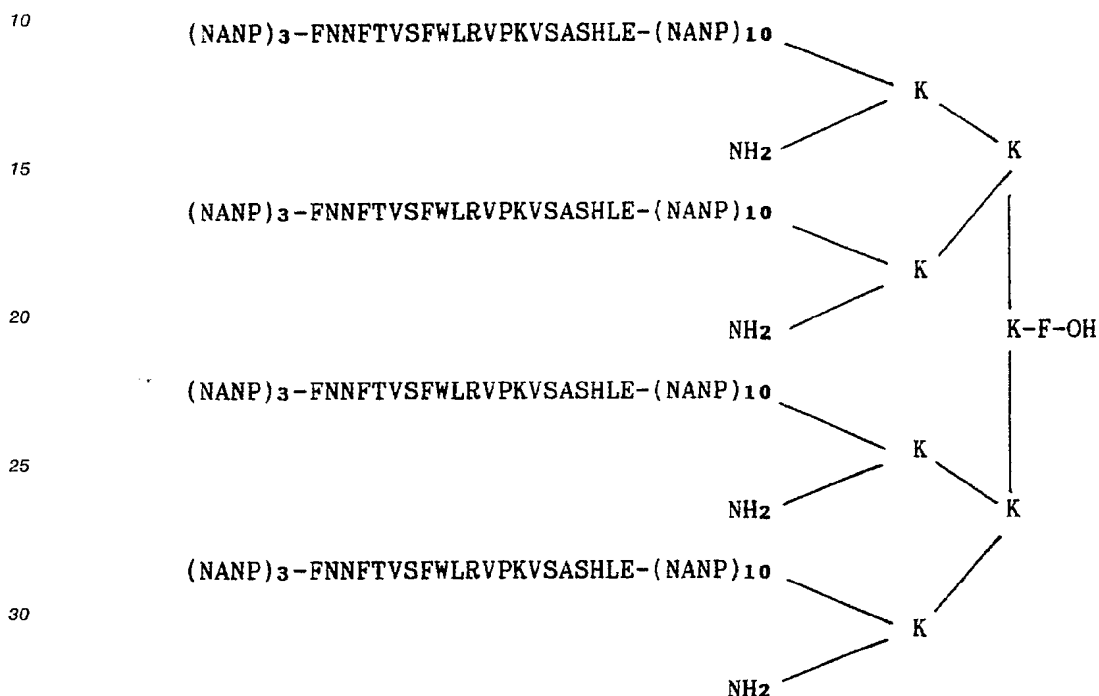 10
(NANP)3-FNNFTVSFWLRVPKVSASHLE-(NANP)10
K
NH2
K
15
(NANP)3-FNNFTVSFWLRVPKVSASHLE-(NANP)10
K
20
NH2
K-F-OH
(NANP)3-FNNFTVSFWLRVPKVSASHLE-(NANP)10
K
25
NH2
K
(NANP)3-FNNFTVSFWLRVPKVSASHLE-(NANP)10
30
K
NH2